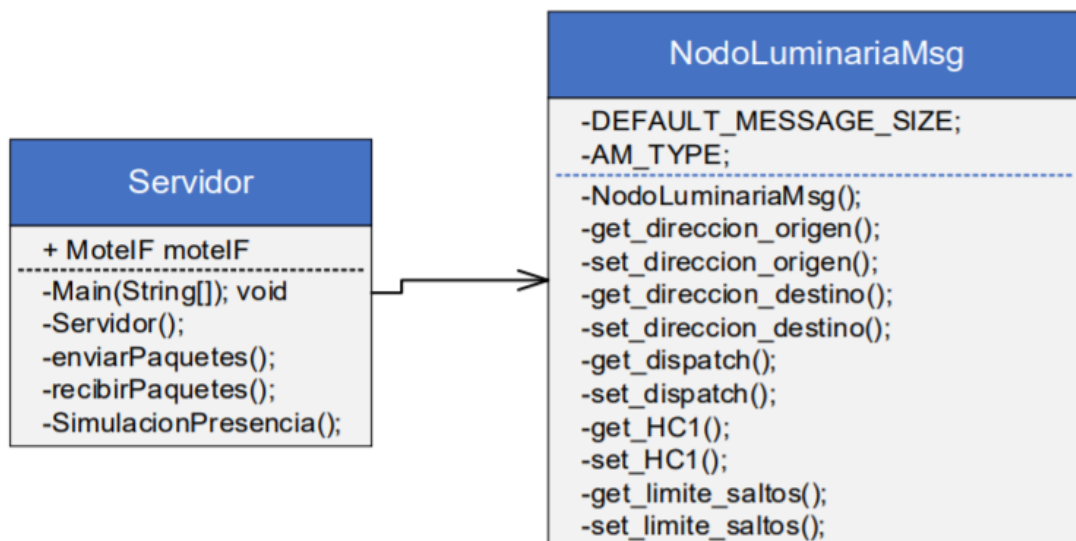 Servidor
+ MoteIF moteIF
-Main(String[]); void
-Servidor();
-enviarPaquetes();
-recibirPaquetes();
-SimulacionPresencia();
NodoLuminariaMsg
-DEFAULT_MESSAGE_SIZE;
-AM_TYPE;
-NodoLuminariaMsg();
-get_direccion_origen();
-set_direccion_origen();
-get_direccion_destino();
-set_direccion_destino();
-get_dispatch();
-set_dispatch();
-get_HC1();
-set_HC1();
-get_limite_saltos();
-set_limite_saltos();